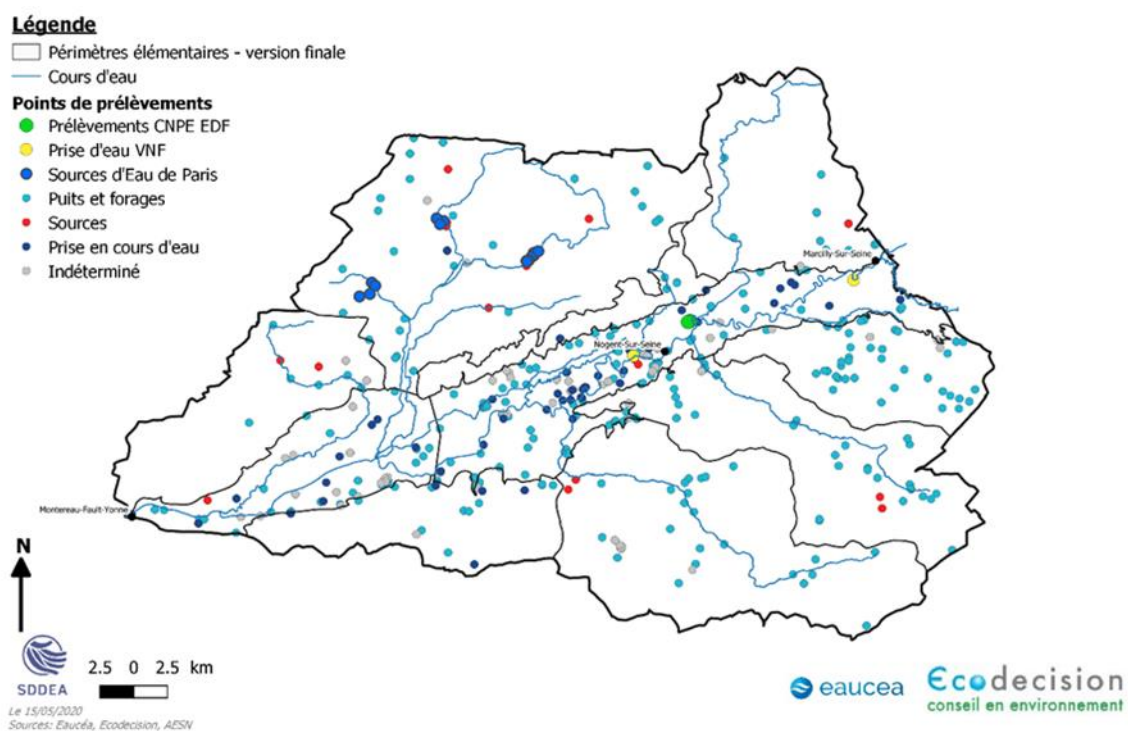 Légende
Périmètres élémentaires - version finale
Cours d'eau
Points de prélèvements
Prélèvements CNPE EDF
Prise d'eau VNF
Sources d'Eau de Paris
Puits et forages
Sources
Prise en cours d'eau
Indéterminé
Marcilly-Sur-Seine
Nogent-Sur-Seine
Montereau-Fault-Yonne
N
2.5 0 2.5 km
SDDEA
Le 15/05/2020
Sources: Eaucéa, Ecodecision, AESN
eaucea
Ecodecision
conseil en environnement